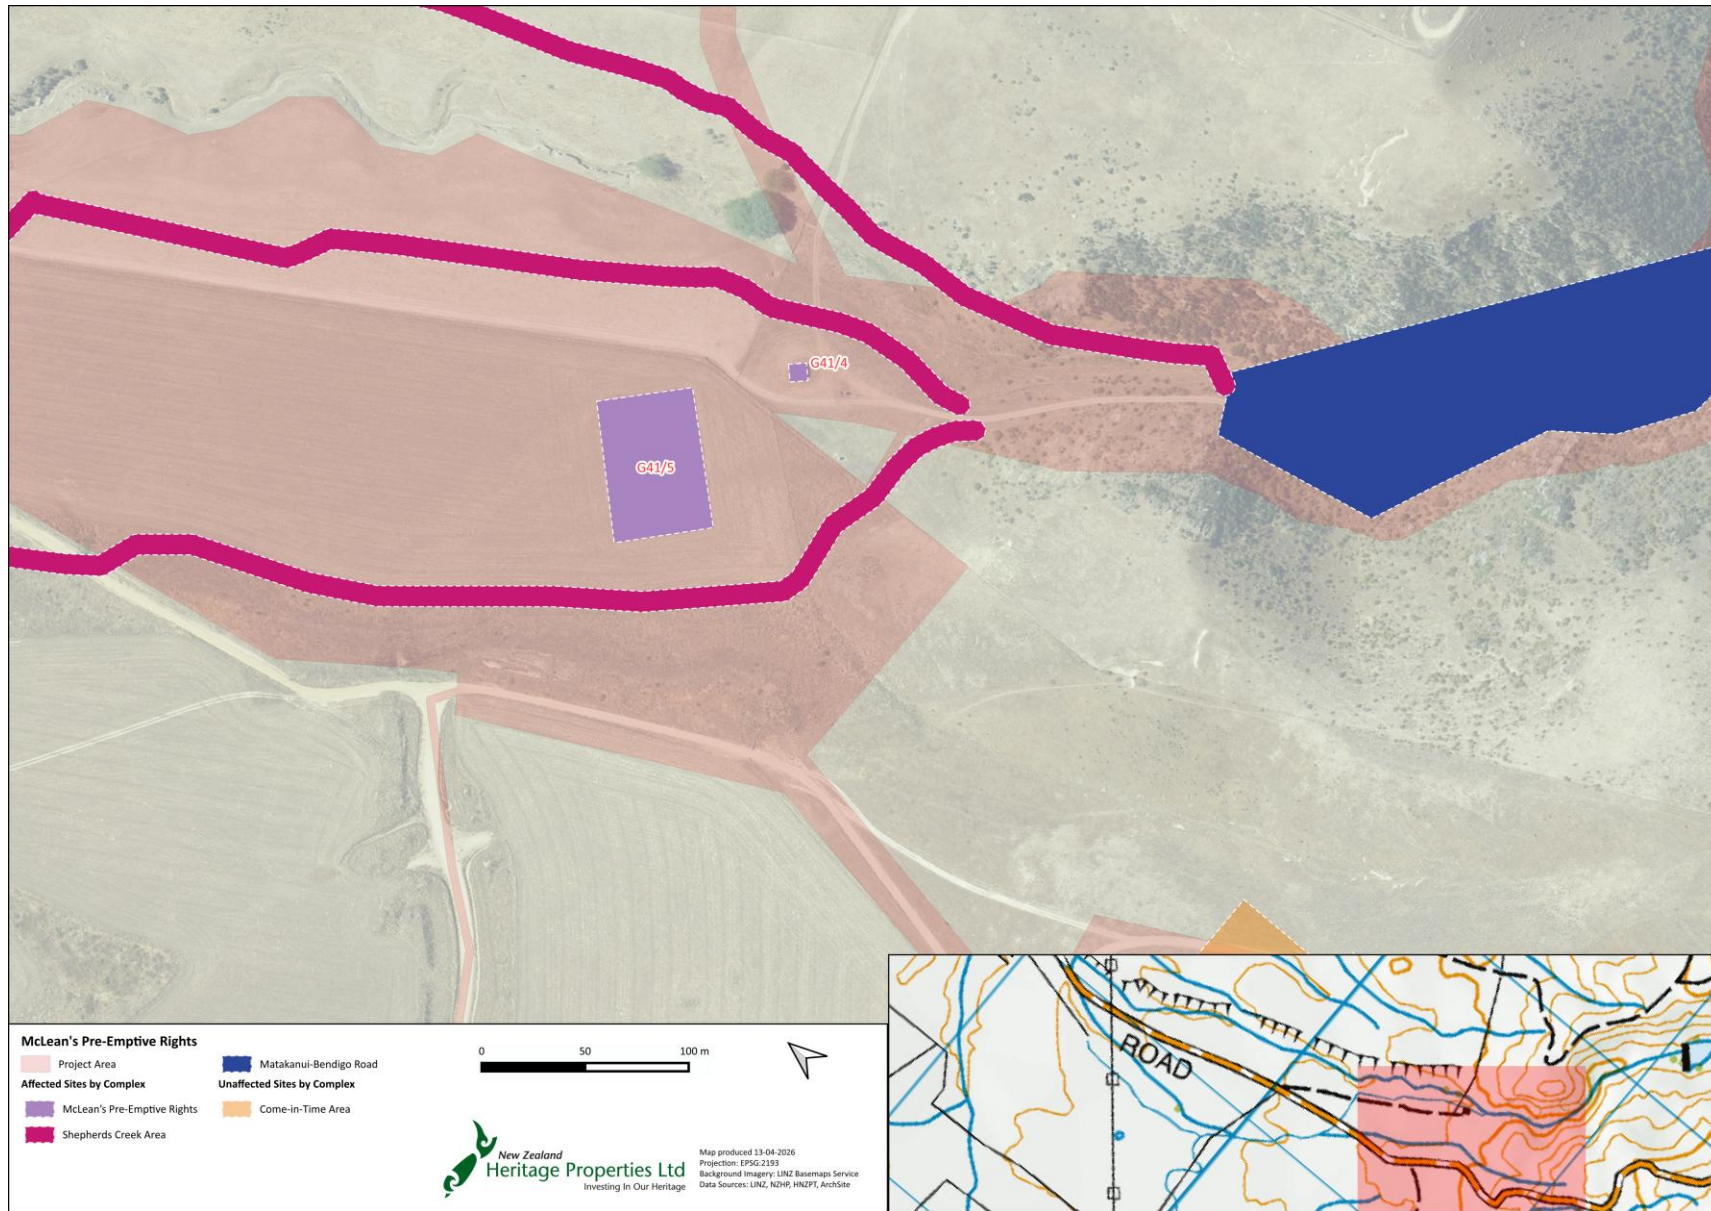 G41/4
G41/5
McLean's Pre-Emptive Rights
Project Area
Affected Sites by Complex
McLean's Pre-Emptive Rights
Shepherds Creek Area
Matakanui-Bendigo Road
Unaffected Sites by Complex
Come-in-Time Area
0 50 100 m
New Zealand
Heritage Properties Ltd
Investing In Our Heritage
Map produced 13-04-2026
Projection: EPSG:2193
Background Imagery: LINZ Basemaps Service
Data Sources: LINZ, NZHP, HNZPT, ArchSite
ROAD